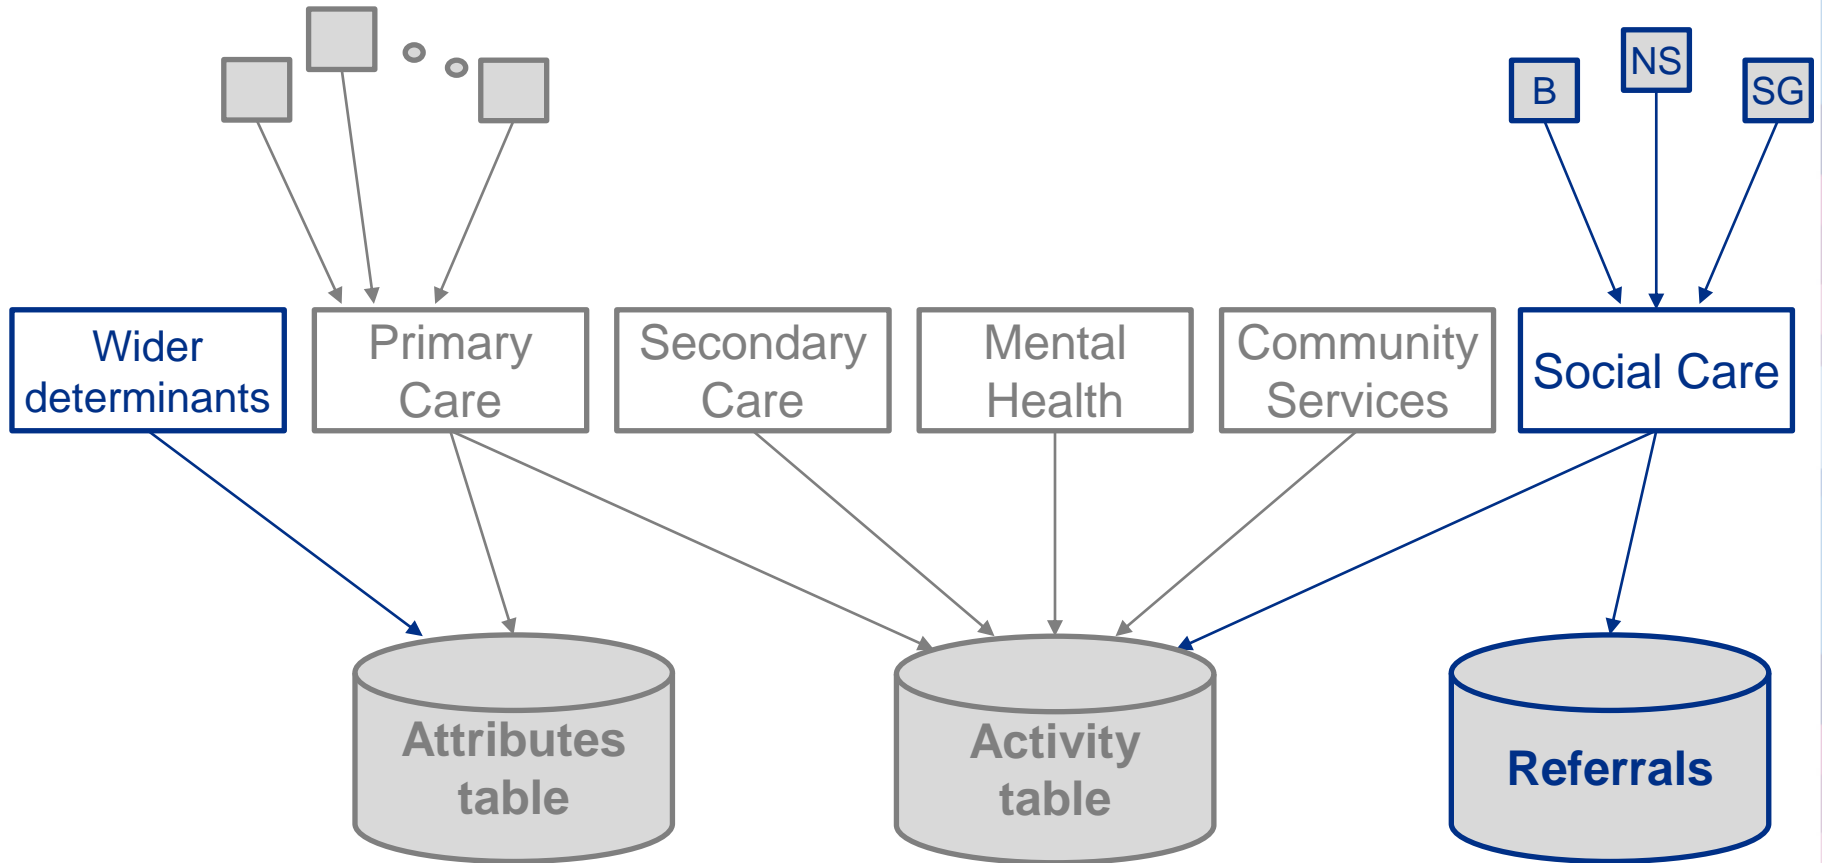 B
NS
SG
Wider
determinants
Primary
Care
Secondary
Care
Mental
Health
Community
Services
Social Care
Attributes
table
Activity
table
Referrals